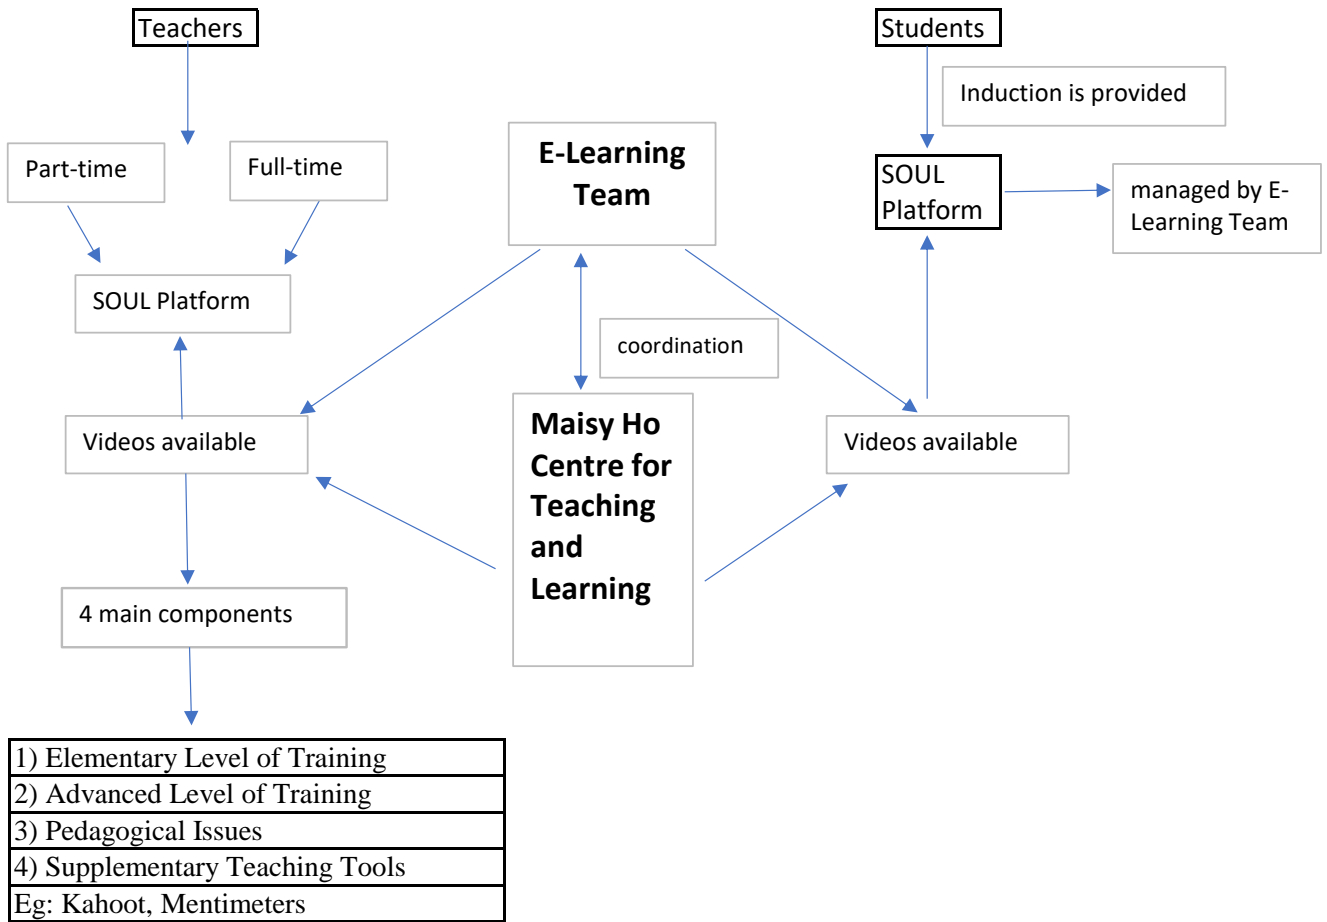 Teachers
Students
Induction is provided
Part-time
Full-time
E-Learning
Team
SOUL
Platform
managed by E-
Learning Team
SOUL Platform
coordination
Videos available
Maisy Ho
Centre for
Teaching
and
Learning
Videos available
4 main components
1) Elementary Level of Training
2) Advanced Level of Training
3) Pedagogical Issues
4) Supplementary Teaching Tools
Eg: Kahoot, Mentimeters